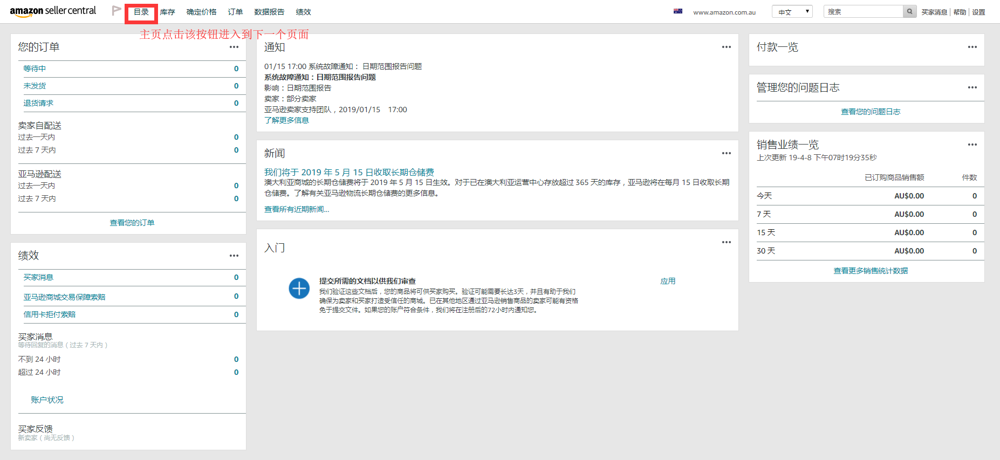 amazon seller central
目录 库存 确定价格 订单 数据报告 绩效
www.amazon.com.au 中文 搜索 买家消息 | 帮助 | 设置
主页点击该按钮进入到下一个页面
您的订单
等待中 0
未发货 0
退货请求 0
卖家自配送
过去一天内 0
过去 7 天内 0
亚马逊配送
过去一天内 0
过去 7 天内 0
查看您的订单
绩效
买家消息 0
亚马逊商城交易保障索赔 0
信用卡拒付索赔 0
买家消息
等待回复的消息 ( 过去 7 天内 )
不到 24 小时 0
超过 24 小时 0
账户状况
买家反馈
新卖家 ( 尚无反馈 )
通知
01/15 17:00 系统故障通知： 日期范围报告问题
系统故障通知：日期范围报告问题
影响：日期范围报告
卖家：部分卖家
亚马逊卖家支持团队，2019/01/15 17:00
了解更多信息
新闻
我们将于 2019 年 5 月 15 日收取长期仓储费
澳大利亚商城的长期仓储费将于 2019 年 5 月 15 日生效。对于已在澳大利亚运营中心存放超过 365 天的库存，亚马逊将在每月 15 日收取长期
仓储费。了解有关亚马逊物流长期仓储费的更多信息。
查看所有近期新闻...
入门
提交所需的文档以供我们审查 应用
我们验证这些文档后，您的商品将可供买家购买。验证可能需要长达3天，并且有助于我们
确保为卖家和买家打造受信任的商城。已在其他地区通过亚马逊销售商品的卖家可能有资格
免于提交文件。如果您的账户符合条件，我们将在注册后的72小时内通知您。
付款一览
管理您的问题日志
查看您的问题日志
销售业绩一览
上次更新 19-4-8 下午07时19分35秒
已订购商品销售额 件数
今天 AU$0.00 0
7 天 AU$0.00 0
15 天 AU$0.00 0
30 天 AU$0.00 0
查看更多销售统计数据